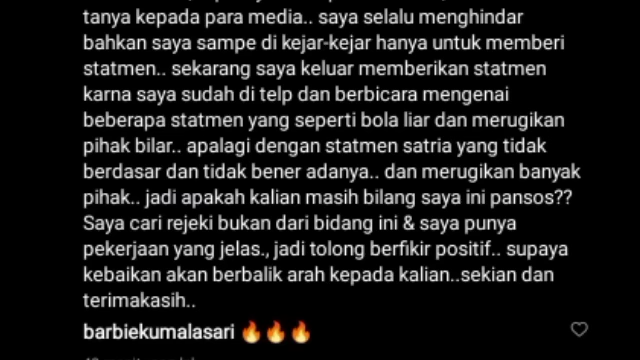 tanya kepada para media.. saya selalu menghindar
bahkan saya sampe di kejar-kejar hanya untuk memberi
statmen.. sekarang saya keluar memberikan statmen
karna saya sudah di telp dan berbicara mengenai
beberapa statmen yang seperti bola liar dan merugikan
pihak bilar.. apalagi dengan statmen satria yang tidak
berdasar dan tidak bener adanya.. dan merugikan banyak
pihak.. jadi apakah kalian masih bilang saya ini pansos??
Saya cari rejeki bukan dari bidang ini & saya punya
pekerjaan yang jelas., jadi tolong berfikir positif.. supaya
kebaikan akan berbalik arah kepada kalian..sekian dan
terimakasih..
barbiekumalasari 🔥🔥🔥